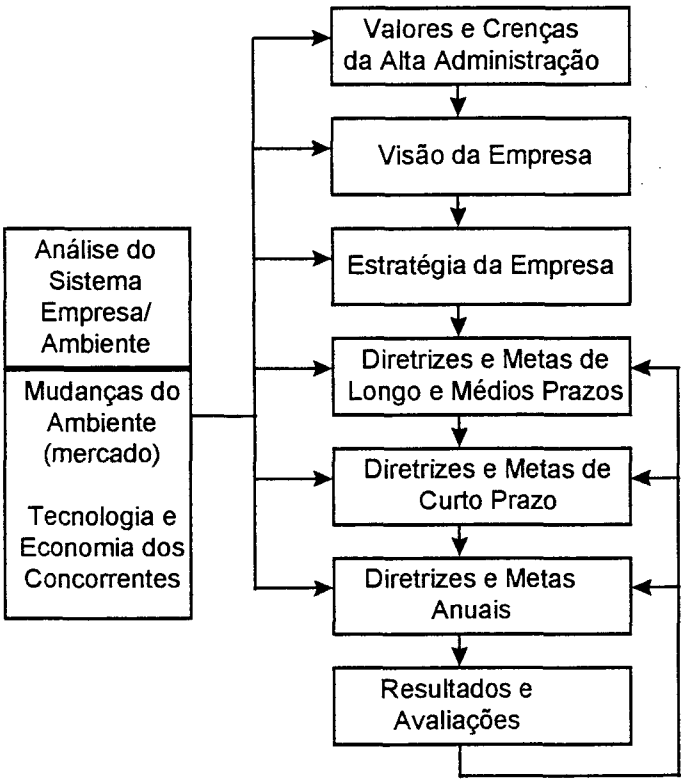 Valores e Crenças
da Alta Administração
Visão da Empresa
Estratégia da Empresa
Análise do
Sistema
Empresa/
Ambiente
Mudanças do
Ambiente
(mercado)
Tecnologia e
Economia dos
Concorrentes
Diretrizes e Metas de
Longo e Médios Prazos
Diretrizes e Metas de
Curto Prazo
Diretrizes e Metas
Anuais
Resultados e
Avaliações